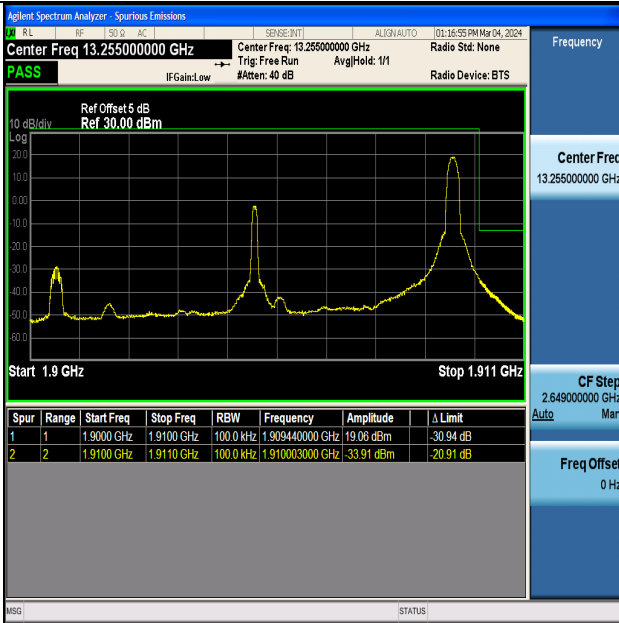 Agilent Spectrum Analyzer - Spurious Emissions
RL RF 50 Ω AC SENSE:INT ALIGNAUTO 01:16:55 PM Mar 04, 2024
Center Freq 13.255000000 GHz Center Freq: 13.255000000 GHz Radio Std: None
Trig: Free Run Avg|Hold: 1/1
PASS IFGain:Low #Atten: 40 dB Radio Device: BTS
Ref Offset 5 dB
10 dB/div Ref 30.00 dBm
Log
20.0
10.0
0.00
-10.0
-20.0
-30.0
-40.0
-50.0
-60.0
Start 1.9 GHz Stop 1.911 GHz
Spur Range Start Freq Stop Freq RBW Frequency Amplitude Δ Limit
1 1 1.9000 GHz 1.9100 GHz 100.0 kHz 1.909440000 GHz 19.06 dBm -30.94 dB
2 2 1.9100 GHz 1.9110 GHz 100.0 kHz 1.910003000 GHz -33.91 dBm -20.91 dB
MSG STATUS
Frequency
Center Freq
13.255000000 GHz
CF Step
2.649000000 GHz
Auto Man
Freq Offset
0 Hz